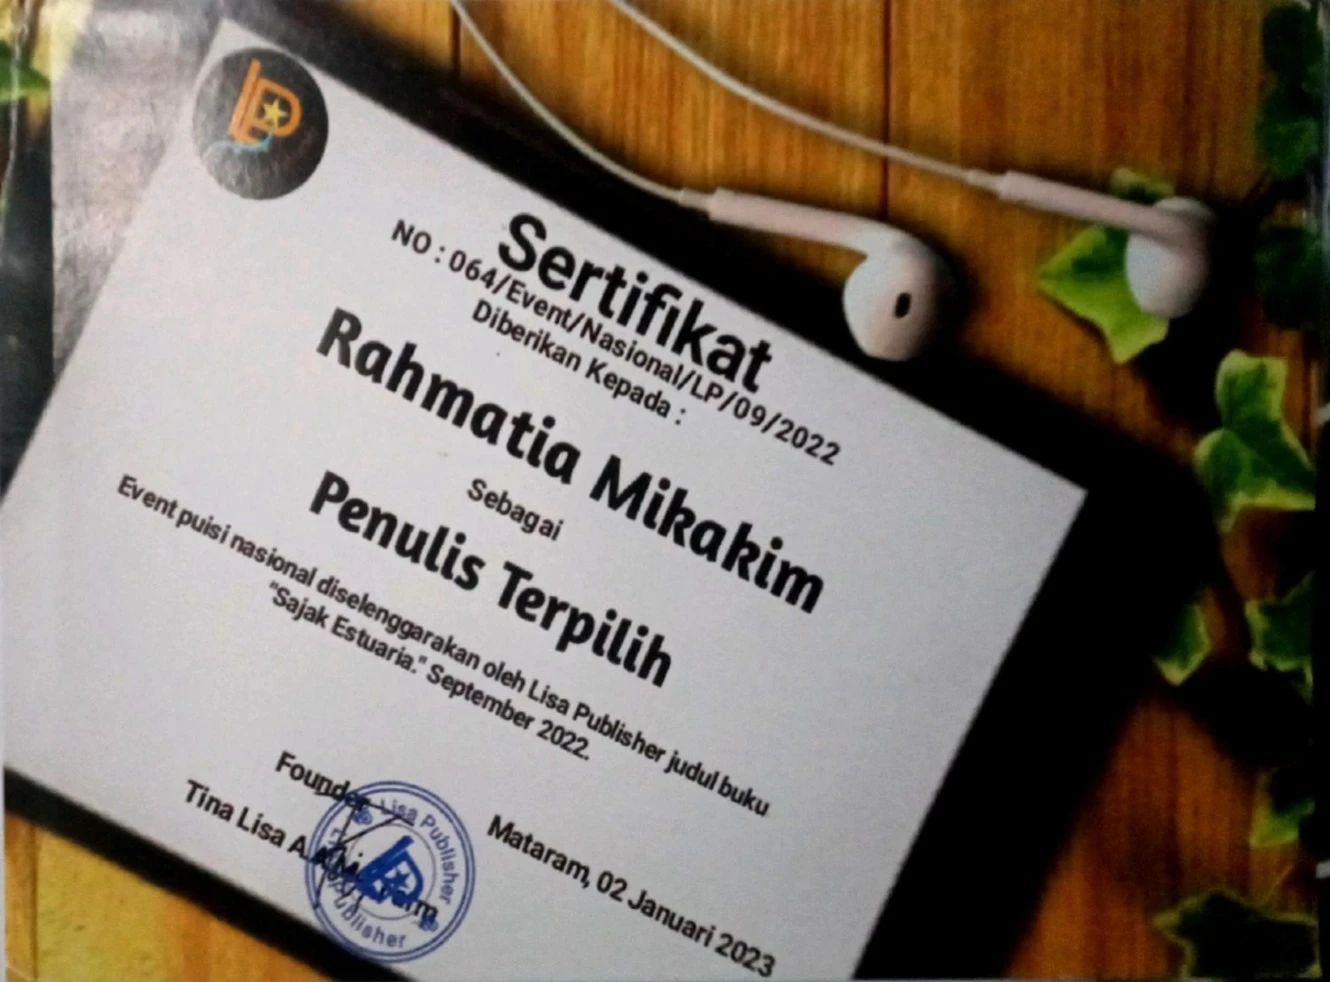 Sertifikat
NO : 064/Event/Nasional/LP/09/2022
Diberikan Kepada :
Rahmatia Mikakim
Sebagai
Penulis Terpilih
Event puisi nasional diselenggarakan oleh Lisa Publisher judul buku
"Sajak Estuaria." September 2022.
Mataram, 02 Januari 2023
Founder
Tina Lisa A.
Lisa Publisher
Publisher